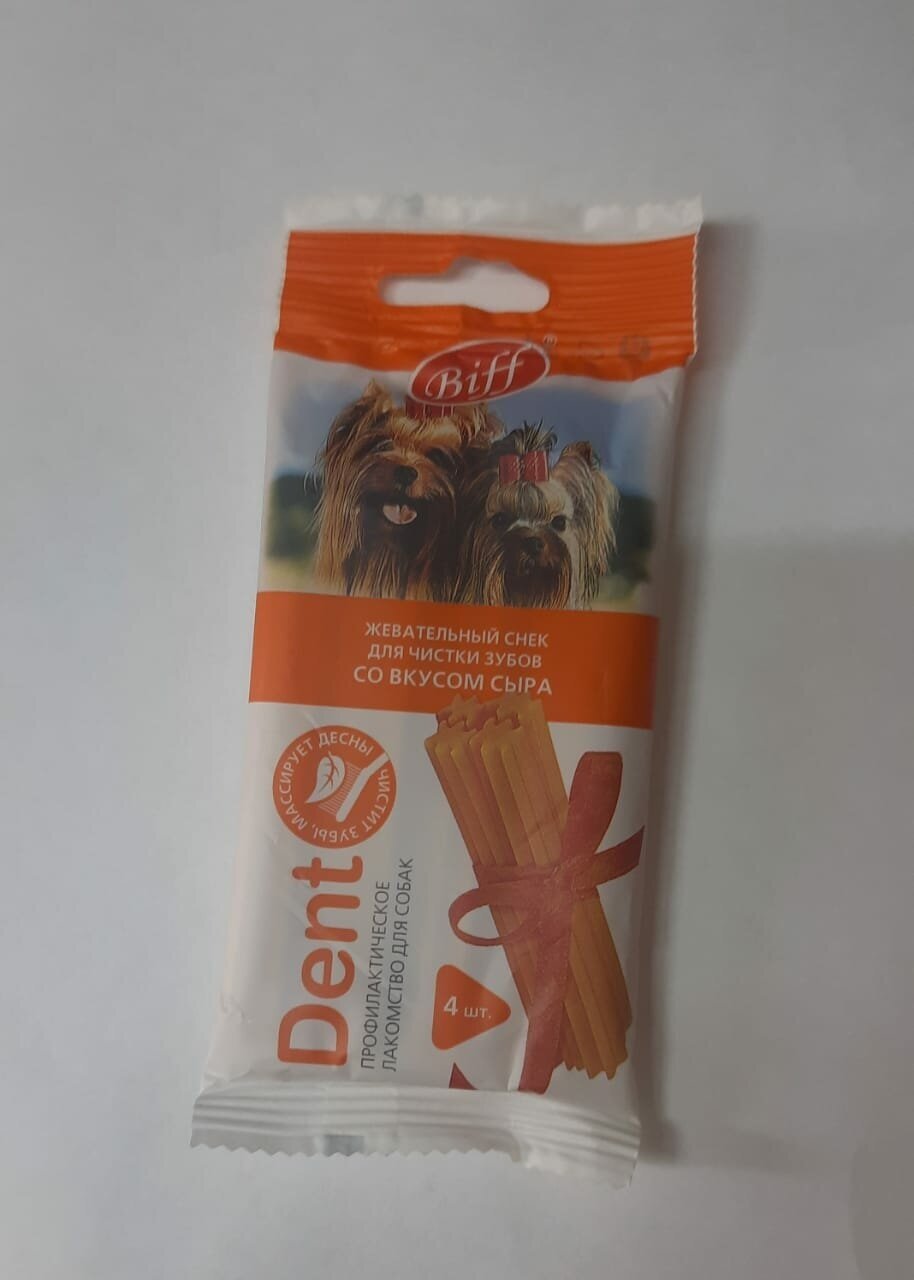 Biff®
ЖЕВАТЕЛЬНЫЙ СНЕК
ДЛЯ ЧИСТКИ ЗУБОВ
СО ВКУСОМ СЫРА
ЧИСТИТ ЗУБЫ, МАССИРУЕТ ДЕСНЫ
Dent
ПРОФИЛАКТИЧЕСКОЕ
ЛАКОМСТВО ДЛЯ СОБАК
4 шт.